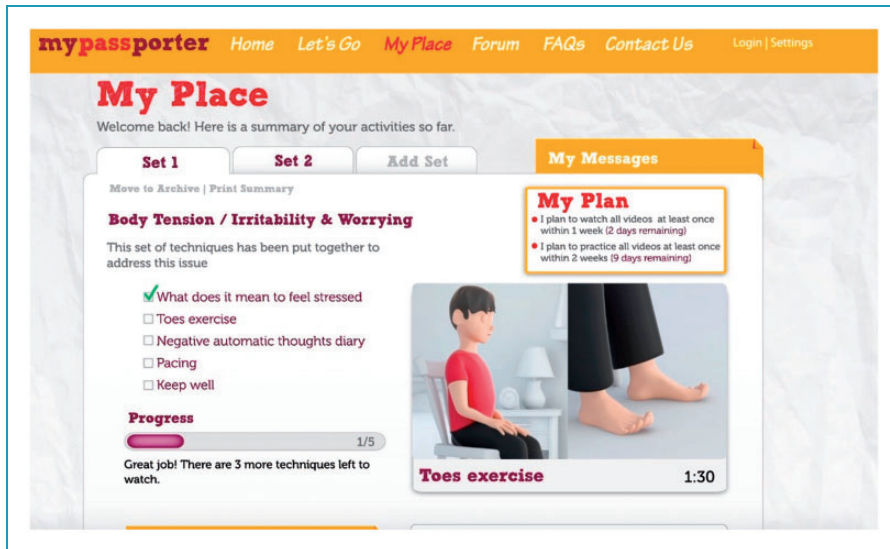 mypassporter Home Let's Go My Place Forum FAQs Contact Us Login | Settings
My Place
Welcome back! Here is a summary of your activities so far.
Set 1 Set 2 Add Set My Messages
Move to Archive | Print Summary
Body Tension / Irritability & Worrying
This set of techniques has been put together to
address this issue
What does it mean to feel stressed
Toes exercise
Negative automatic thoughts diary
Pacing
Keep well
Progress
1/5
Great job! There are 3 more techniques left to
watch.
My Plan
I plan to watch all videos at least once
within 1 week (2 days remaining)
I plan to practice all videos at least once
within 2 weeks (9 days remaining)
Toes exercise 1:30